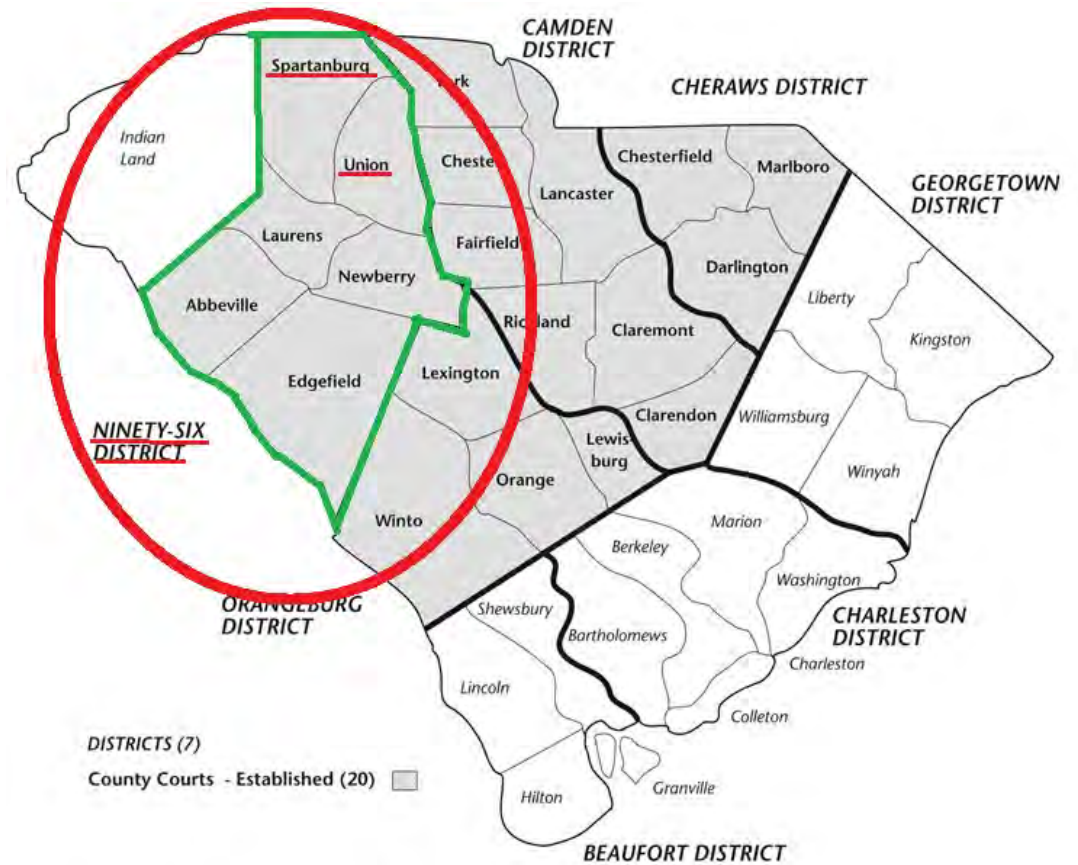 CAMDEN
DISTRICT
Spartanburg
York
CHERAWS DISTRICT
Indian
Land
Union
Chester
Chesterfield
Marlboro
Lancaster
GEORGETOWN
DISTRICT
Laurens
Fairfield
Newberry
Darlington
Abbeville
Liberty
Richland
Claremont
Kingston
Edgefield
Lexington
Clarendon
Williamsburg
NINETY-SIX
DISTRICT
Lewis
burg
Orange
Winyah
Winto
Marion
Berkeley
Washington
ORANGEBURG
DISTRICT
Shewsbury
Bartholomews
CHARLESTON
DISTRICT
Charleston
Lincoln
Colleton
DISTRICTS (7)
County Courts - Established (20)
Granville
Hilton
BEAUFORT DISTRICT